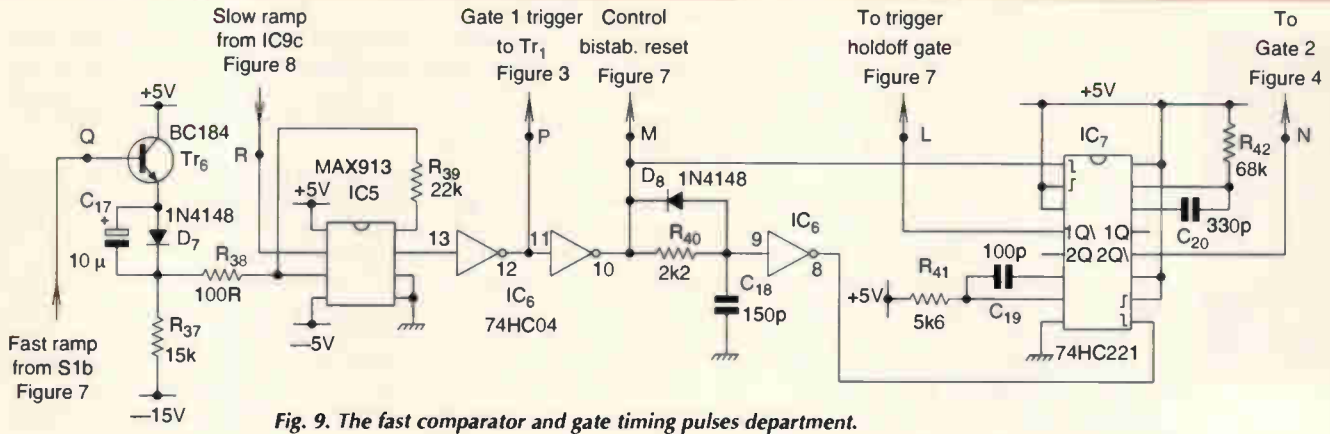 Slow ramp
from IC9c
Figure 8
Gate 1 trigger
to Tr1
Figure 3
Control
bistab. reset
Figure 7
To trigger
holdoff gate
Figure 7
To
Gate 2
Figure 4
+5V
Q
BC184
Tr6
C17
+
10 µ
1N4148
D7
R38
100R
R37
15k
—15V
Fast ramp
from S1b
Figure 7
R
MAX913
IC5
+5V
—5V
R39
22k
13
12
IC6
74HC04
P
11
10
M
D8
1N4148
R40
2k2
C18
150p
9
8
IC6
L
+5V
IC7
R42
68k
N
C20
330p
1Q\ 1Q
2Q 2Q\
R41
5k6
+5V
100p
C19
74HC221
Fig. 9. The fast comparator and gate timing pulses department.